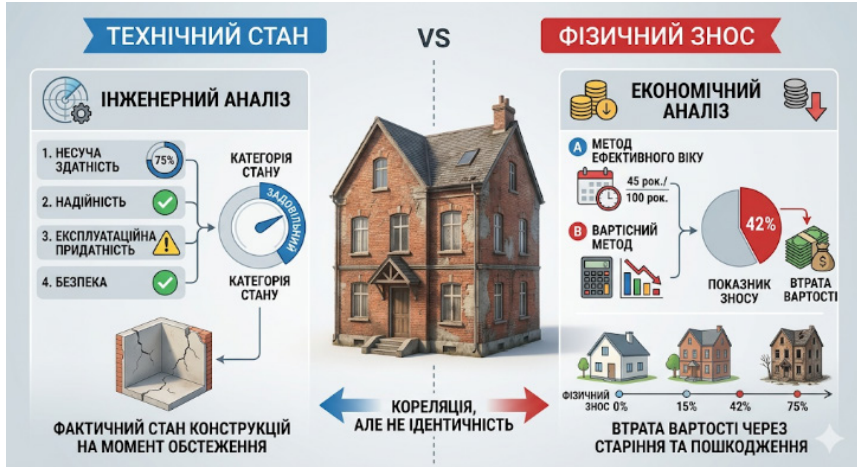 ТЕХНІЧНИЙ СТАН
VS
ФІЗИЧНИЙ ЗНОС
ІНЖЕНЕРНИЙ АНАЛІЗ
1. НЕСУЧА
ЗДАТНІСТЬ
75%
2. НАДІЙНІСТЬ
3. ЕКСПЛУАТАЦІЙНА
ПРИДАТНІСТЬ
4. БЕЗПЕКА
КАТЕГОРІЯ
СТАНУ
ЗАДОВІЛЬНИЙ
КАТЕГОРІЯ
СТАНУ
ФАКТИЧНИЙ СТАН КОНСТРУКЦІЙ
НА МОМЕНТ ОБСТЕЖЕННЯ
КОРЕЛЯЦІЯ,
АЛЕ НЕ ІДЕНТИЧНІСТЬ
ЕКОНОМІЧНИЙ
АНАЛІЗ
A МЕТОД
ЕФЕКТИВНОГО ВІКУ
45 рок./
100 рок.
B ВАРТІСНИЙ
МЕТОД
42%
ПОКАЗНИК
ЗНОСУ
ВТРАТА
ВАРТОСТІ
ФІЗИЧНИЙ
ЗНОС 0%
15%
42%
75%
ВТРАТА ВАРТОСТІ ЧЕРЕЗ
СТАРІННЯ ТА ПОШКОДЖЕННЯ